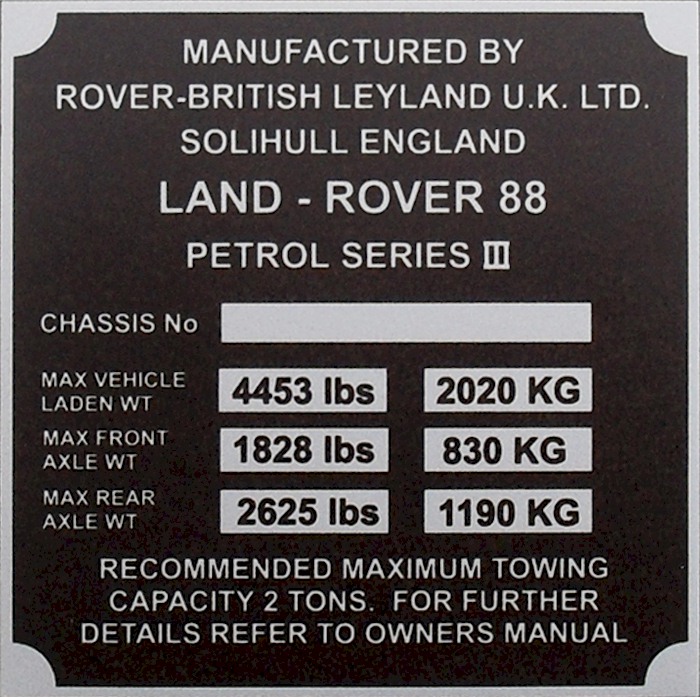 MANUFACTURED BY
ROVER-BRITISH LEYLAND U.K. LTD.
SOLIHULL ENGLAND
LAND - ROVER 88
PETROL SERIES III
CHASSIS No
MAX VEHICLE
LADEN WT
4453 lbs 2020 KG
MAX FRONT
AXLE WT
1828 lbs 830 KG
MAX REAR
AXLE WT
2625 lbs 1190 KG
RECOMMENDED MAXIMUM TOWING
CAPACITY 2 TONS. FOR FURTHER
DETAILS REFER TO OWNERS MANUAL